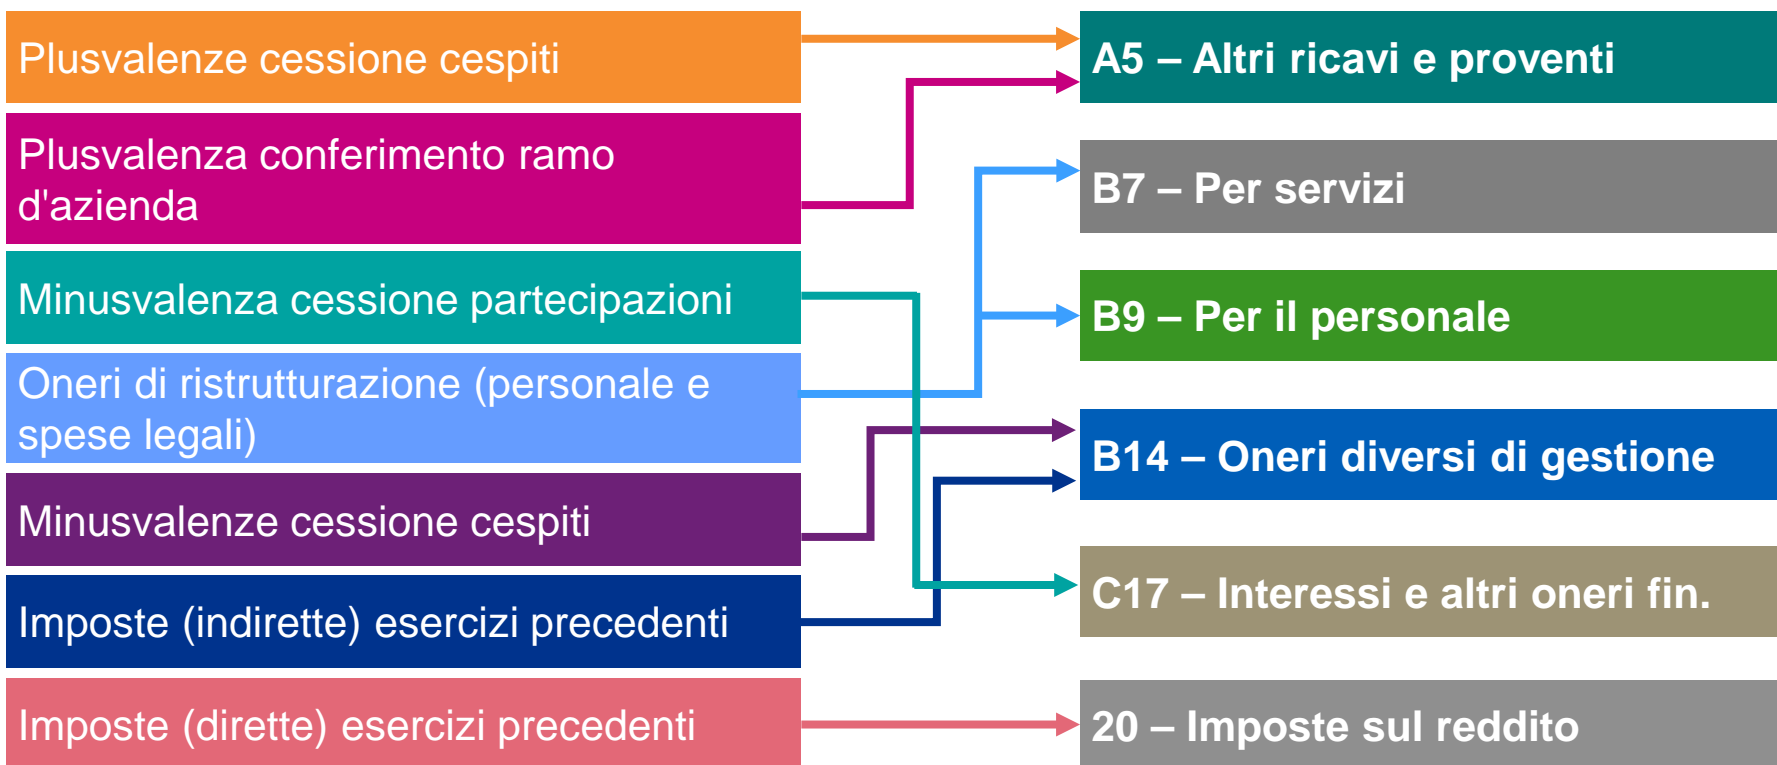 Plusvalenze cessione cespiti
Plusvalenza conferimento ramo
d'azienda
Minusvalenza cessione partecipazioni
Oneri di ristrutturazione (personale e
spese legali)
Minusvalenze cessione cespiti
Imposte (indirette) esercizi precedenti
Imposte (dirette) esercizi precedenti
A5 – Altri ricavi e proventi
B7 – Per servizi
B9 – Per il personale
B14 – Oneri diversi di gestione
C17 – Interessi e altri oneri fin.
20 – Imposte sul reddito